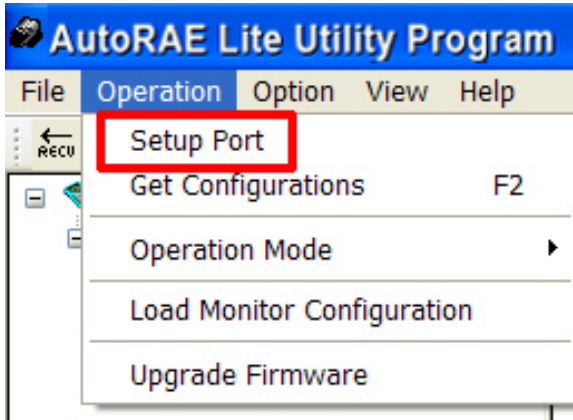 AutoRAE Lite Utility Program
File Operation Option View Help
RECV
Setup Port
Get Configurations F2
Operation Mode
Load Monitor Configuration
Upgrade Firmware